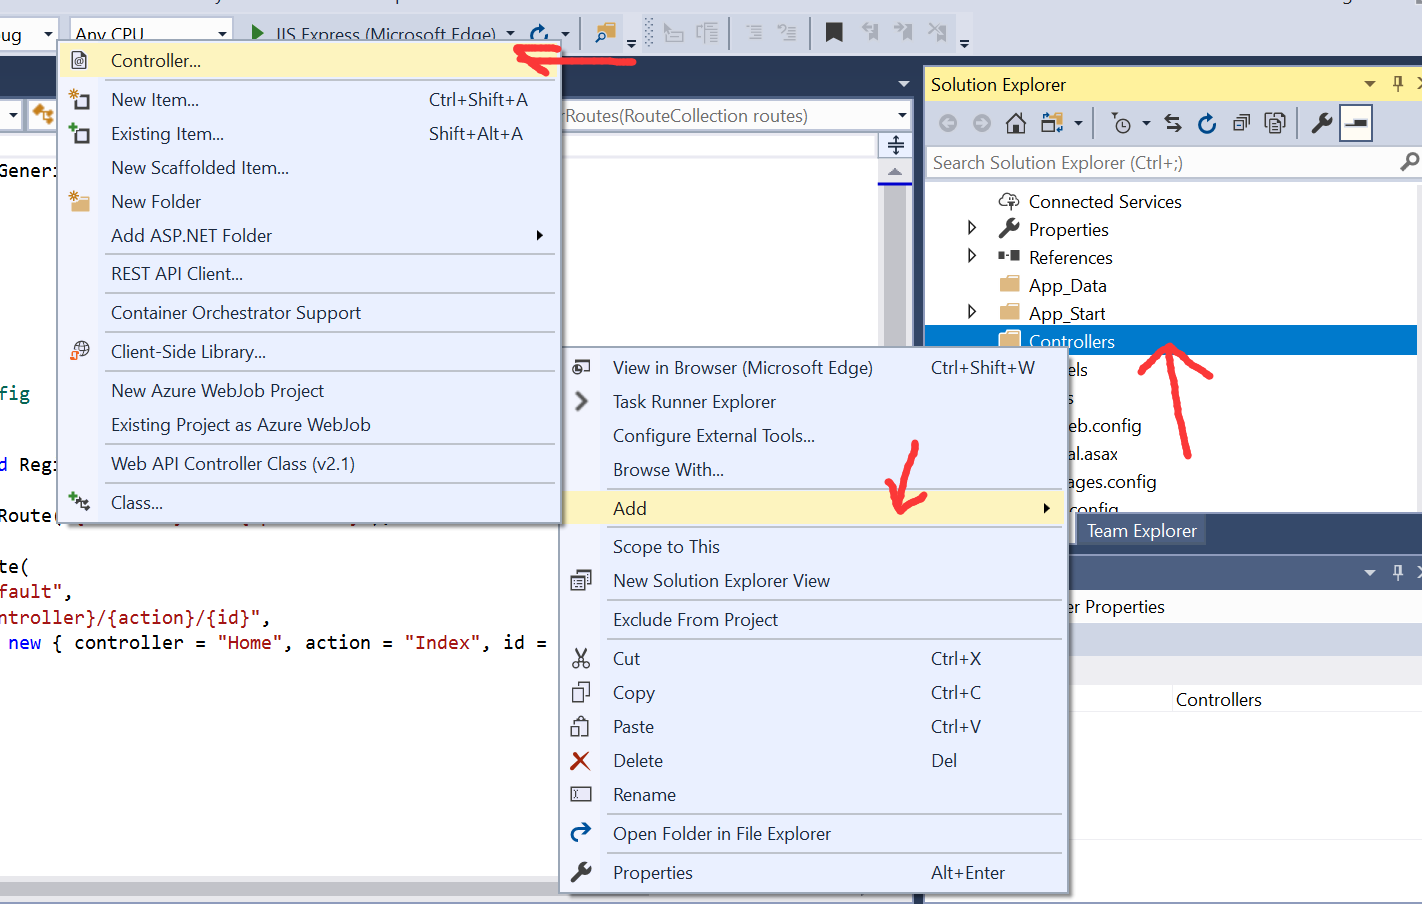 ug
Any CPU
IIS Express (Microsoft Edge)
Controller...
New Item... Ctrl+Shift+A
Existing Item... Shift+Alt+A
New Scaffolded Item...
New Folder
Add ASP.NET Folder
REST API Client...
Container Orchestrator Support
Client-Side Library...
New Azure WebJob Project
Existing Project as Azure WebJob
Web API Controller Class (v2.1)
Class...
rRoutes(RouteCollection routes)
Generi
fig
d Regi
Route(
te(
fault",
ntroller}/{action}/{id}",
new { controller = "Home", action = "Index", id =
View in Browser (Microsoft Edge) Ctrl+Shift+W
Task Runner Explorer
Configure External Tools...
Browse With...
Add
Scope to This
New Solution Explorer View
Exclude From Project
Cut Ctrl+X
Copy Ctrl+C
Paste Ctrl+V
Delete Del
Rename
Open Folder in File Explorer
Properties Alt+Enter
Solution Explorer
Search Solution Explorer (Ctrl+;)
Connected Services
Properties
References
App_Data
App_Start
Controllers
els
s
eb.config
al.asax
ages.config
config
Team Explorer
er Properties
Controllers